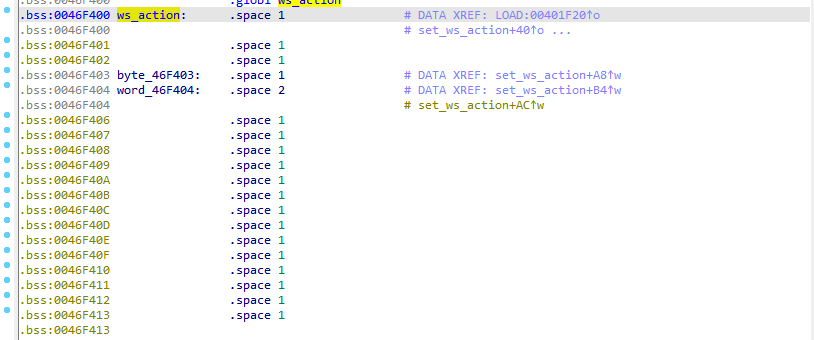 .bss:0046F400 .globl ws_action
.bss:0046F400 ws_action: .space 1 # DATA XREF: LOAD:00401F20↑o
.bss:0046F400 # set_ws_action+40↑o ...
.bss:0046F401 .space 1
.bss:0046F402 .space 1
.bss:0046F403 byte_46F403: .space 1 # DATA XREF: set_ws_action+A8↑w
.bss:0046F404 word_46F404: .space 2 # DATA XREF: set_ws_action+B4↑w
.bss:0046F404 # set_ws_action+AC↑w
.bss:0046F406 .space 1
.bss:0046F407 .space 1
.bss:0046F408 .space 1
.bss:0046F409 .space 1
.bss:0046F40A .space 1
.bss:0046F40B .space 1
.bss:0046F40C .space 1
.bss:0046F40D .space 1
.bss:0046F40E .space 1
.bss:0046F40F .space 1
.bss:0046F410 .space 1
.bss:0046F411 .space 1
.bss:0046F412 .space 1
.bss:0046F413 .space 1
.bss:0046F413